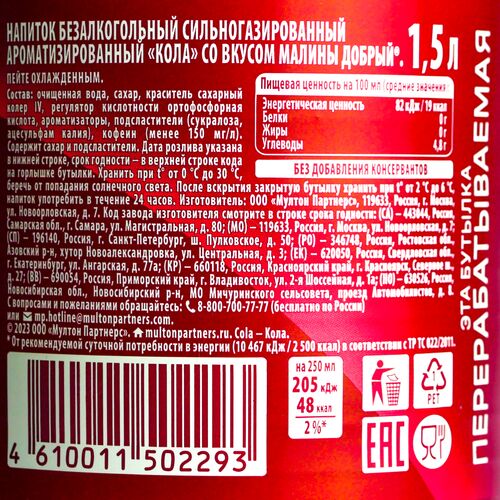 НАПИТОК БЕЗАЛКОГОЛЬНЫЙ СИЛЬНОГАЗИРОВАННЫЙ
АРОМАТИЗИРОВАННЫЙ «КОЛА» СО ВКУСОМ МАЛИНЫ ДОБРЫЙ®. 1,5 Л
ПЕЙТЕ ОХЛАЖДЕННЫМ.
Состав: очищенная вода, сахар, краситель сахарный
колер IV, регулятор кислотности ортофосфорная
кислота, ароматизаторы, подсластители (сукралоза,
ацесульфам калия), кофеин (менее 150 мг/л).
Содержит сахар и подсластители. Дата розлива указана
в нижней строке, срок годности – в верхней строке кода
на горлышке бутылки. Хранить при t° от 0 °С до 30 °С,
Пищевая ценность на 100 мл (средние значения)
Энергетическая ценность 82 кДж/19 ккал
Белки 0г
Жиры 0г
Углеводы 4,8г
БЕЗ ДОБАВЛЕНИЯ КОНСЕРВАНТОВ
беречь от попадания солнечного света. После вскрытия закрытую бутылку хранить при t° от 2 °С до 6 °С,
напиток употребить в течение 24 часов. Изготовитель: ООО «Мултон Партнерс», 119633, Россия, г. Москва,
ул. Новоорловская, д. 7. Код завода изготовителя смотрите в строке срока годности: (СА) 443044, Россия,
Самарская обл., г. Самара, ул. Магистральная, д. 80; (МО) 119633, Россия, г. Москва, ул. Новоорловская, д. 7;
(СП) 196140, Россия, г. Санкт-Петербург, ш. Пулковское, д. 50; (РО) 346748, Россия, Ростовская обл.,
Азовский р-н, хутор Новоалександровка, ул. Центральная, д. 3; (ЕК) 620050, Россия, Свердловская обл.,
г. Екатеринбург, ул. Ангарская, д. 77а; (КY) 660118, Россия, Красноярский край, г. Красноярск, Северное ш.,
д. 27; (ВВ) 690054, Россия, Приморский край, г. Владивосток, ул. 2-я Шоссейная, д. 1а; (НО) 630526, Россия,
Новосибирская обл., Новосибирский р-н, МО Мичуринского сельсовета, проезд Автомобилистов, д. 8.
С вопросами и пожеланиями обращайтесь: 8-800-700-77-77 (бесплатно по России)
или mp.hotline@multonpartners.com
©2023 ООО «Мултон Партнерс». multonpartners.ru. Cola – Кола.
* От рекомендуемой суточной потребности в энергии (10 467 кДж / 2 500 ккал) в соответствии с ТР ТС 022/2011.
на 250 мл
205 кДж
48 ккал
2 %*
1
PET
EAC
4 610011 502293
ЭТА БУТЫЛКА
ПЕРЕРАБАТЫВАЕМАЯ